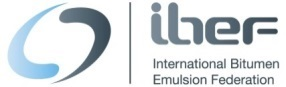 ibef
International Bitumen
Emulsion Federation